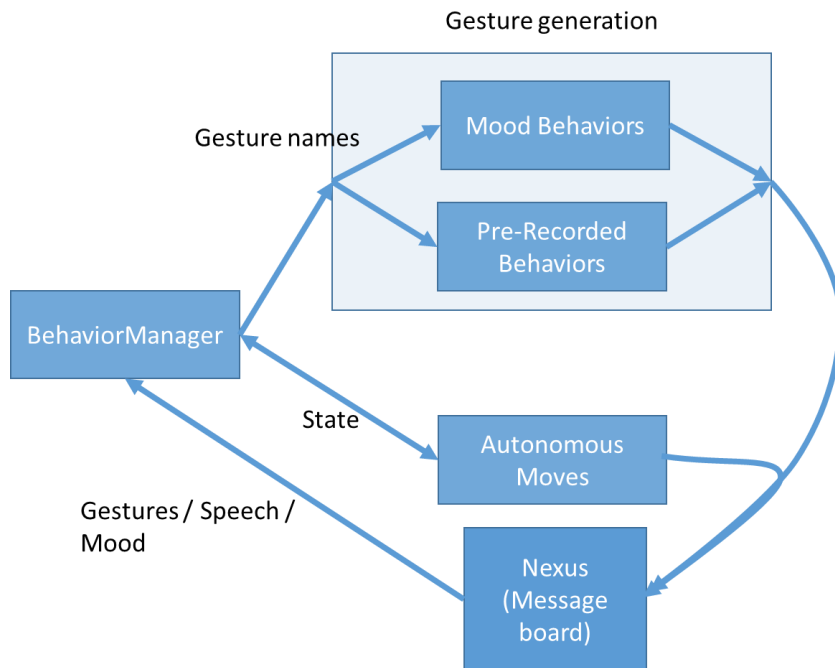 Gesture generation
Mood Behaviors
Gesture names
Pre-Recorded
Behaviors
BehaviorManager
State
Autonomous
Moves
Gestures / Speech /
Mood
Nexus
(Message
board)